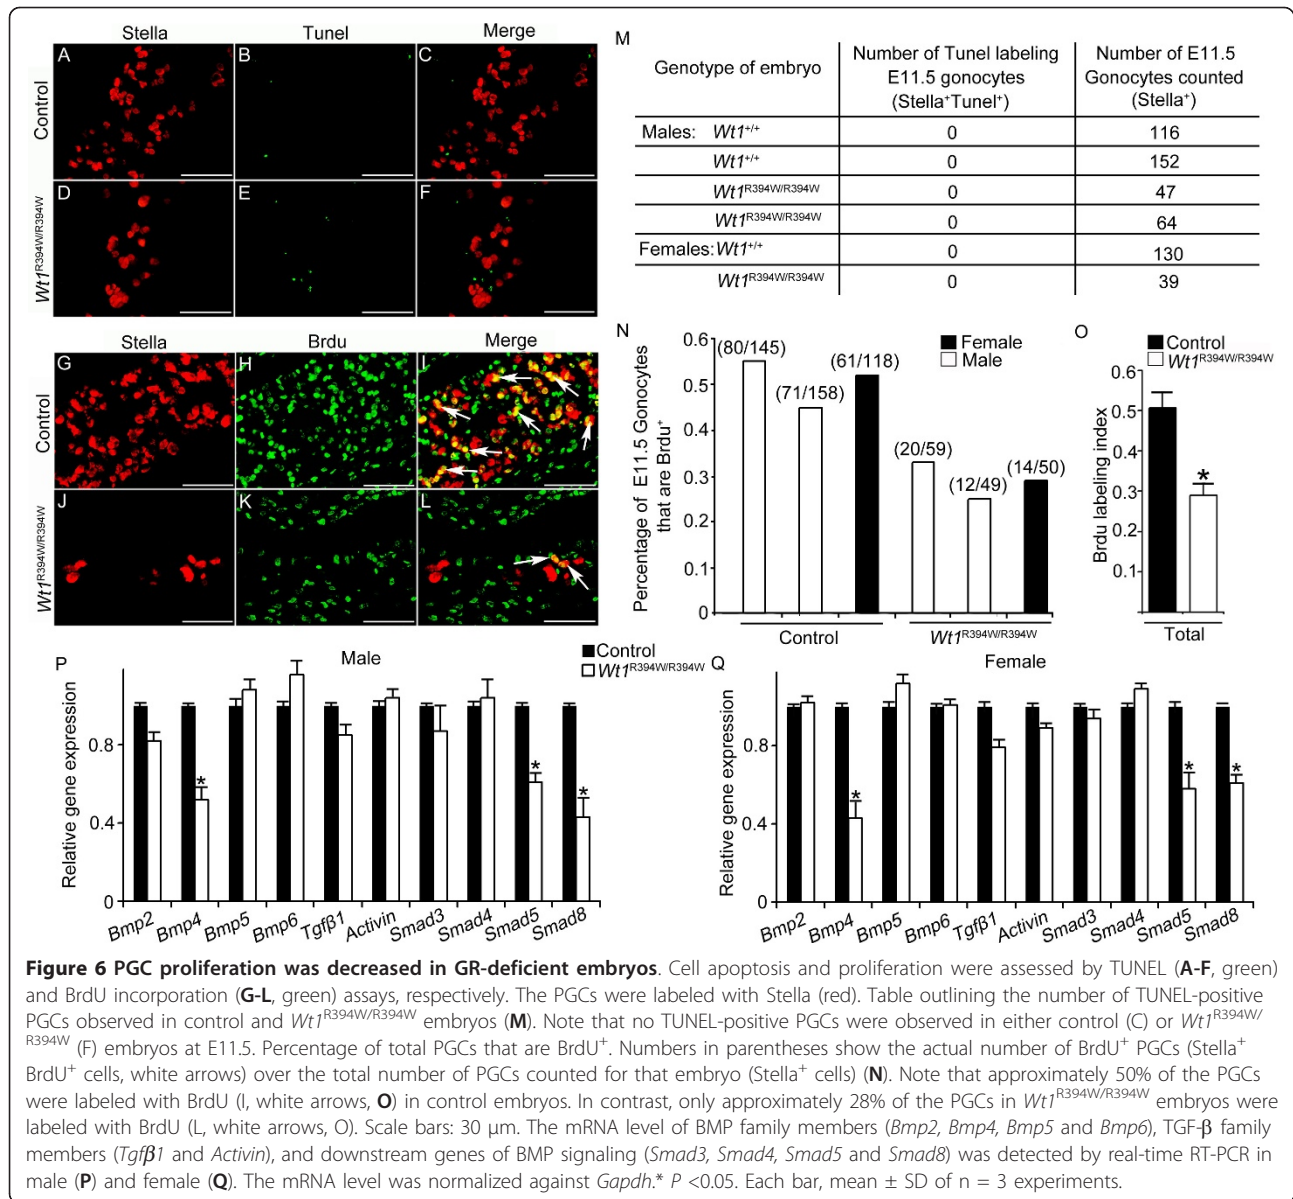 Stella Tunel Merge
A B C
Control
D E F
Wt1R394W/R394W
Stella Brdu Merge
G H I
Control
J K L
Wt1R394W/R394W
M
Genotype of embryo
Number of Tunel labeling
E11.5 gonocytes
(Stella+Tunel+)
Number of E11.5
Gonocytes counted
(Stella+)
Males: Wt1+/+ 0 116
Wt1+/+ 0 152
Wt1R394W/R394W 0 47
Wt1R394W/R394W 0 64
Females: Wt1+/+ 0 130
Wt1R394W/R394W 0 39
N
Percentage of E11.5 Gonocytes
that are Brdu+
0.6
0.5
0.4
0.3
0.2
0.1
0
(80/145)
(71/158)
(61/118)
(20/59)
(12/49)
(14/50)
Female
Male
Control
Wt1R394W/R394W
O
Control
Wt1R394W/R394W
Brdu labeling index
0.6
0.5
0.4
0.3
0.2
0.1
*
Total
P
Male
Control
Wt1R394W/R394W
Relative gene expression
0.8
0.4
0
* * *
Bmp2 Bmp4 Bmp5 Bmp6 Tgfβ1 Activin Smad3 Smad4 Smad5 Smad8
Q
Female
Relative gene expression
0.8
0.4
0
* * *
Bmp2 Bmp4 Bmp5 Bmp6 Tgfβ1 Activin Smad3 Smad4 Smad5 Smad8
Figure 6 PGC proliferation was decreased in GR-deficient embryos. Cell apoptosis and proliferation were assessed by TUNEL (A-F, green)
and BrdU incorporation (G-L, green) assays, respectively. The PGCs were labeled with Stella (red). Table outlining the number of TUNEL-positive
PGCs observed in control and Wt1R394W/R394W embryos (M). Note that no TUNEL-positive PGCs were observed in either control (C) or Wt1R394W/
R394W (F) embryos at E11.5. Percentage of total PGCs that are BrdU+. Numbers in parentheses show the actual number of BrdU+ PGCs (Stella+
BrdU+ cells, white arrows) over the total number of PGCs counted for that embryo (Stella+ cells) (N). Note that approximately 50% of the PGCs
were labeled with BrdU (I, white arrows, O) in control embryos. In contrast, only approximately 28% of the PGCs in Wt1R394W/R394W embryos were
labeled with BrdU (L, white arrows, O). Scale bars: 30 μm. The mRNA level of BMP family members (Bmp2, Bmp4, Bmp5 and Bmp6), TGF-β family
members (Tgfβ1 and Activin), and downstream genes of BMP signaling (Smad3, Smad4, Smad5 and Smad8) was detected by real-time RT-PCR in
male (P) and female (Q). The mRNA level was normalized against Gapdh.* P <0.05. Each bar, mean ± SD of n = 3 experiments.